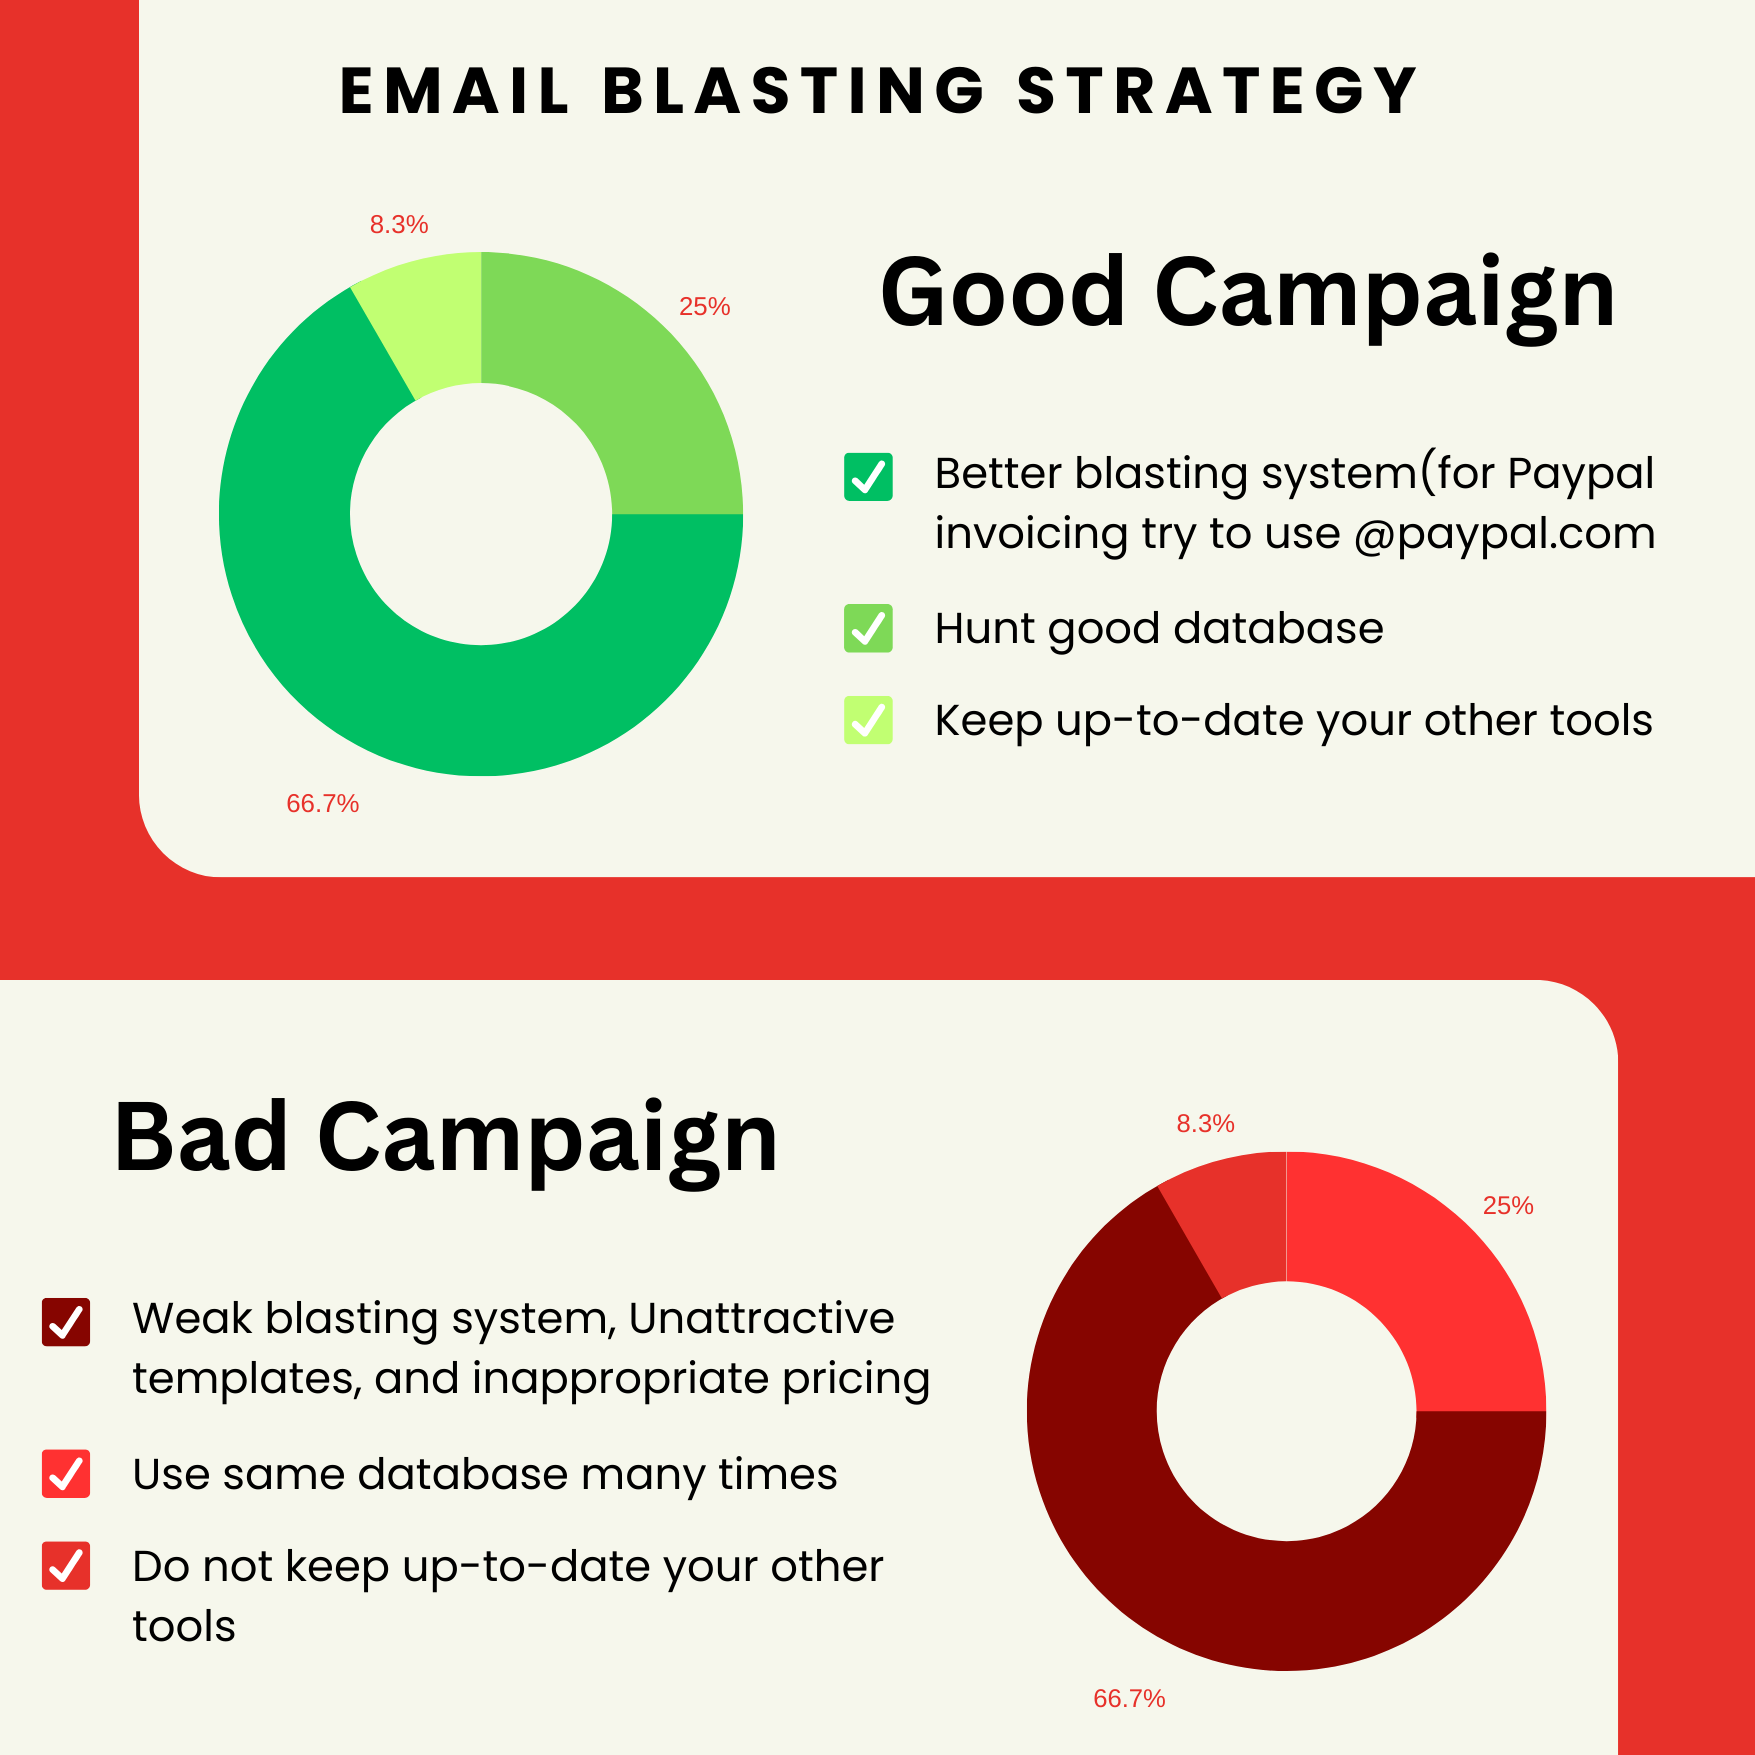 EMAIL BLASTING STRATEGY
8.3%
25%
66.7%
Good Campaign
Better blasting system(for Paypal
invoicing try to use @paypal.com
Hunt good database
Keep up-to-date your other tools
Bad Campaign
Weak blasting system, Unattractive
templates, and inappropriate pricing
Use same database many times
Do not keep up-to-date your other
tools
8.3%
25%
66.7%